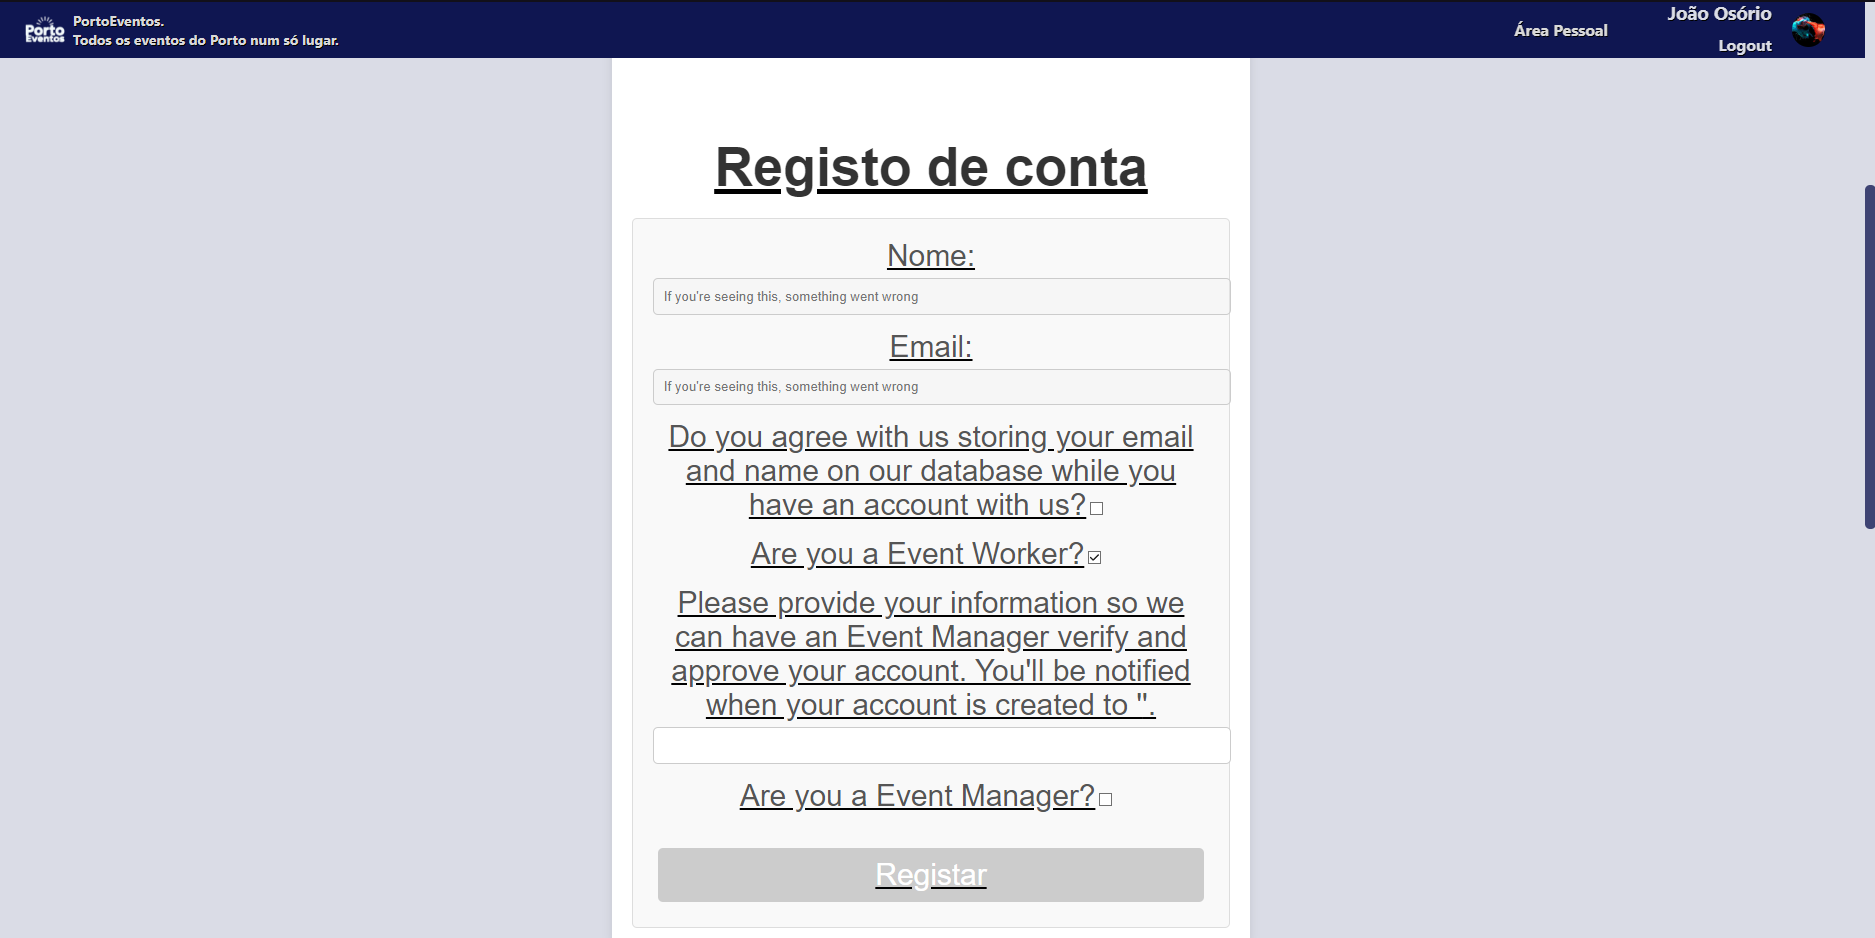 Porto
Eventos
PortoEventos.
Todos os eventos do Porto num só lugar.
Área Pessoal
João Osório
Logout
Registo de conta
Nome:
If you're seeing this, something went wrong
Email:
If you're seeing this, something went wrong
Do you agree with us storing your email
and name on our database while you
have an account with us?
Are you a Event Worker?
Please provide your information so we
can have an Event Manager verify and
approve your account. You'll be notified
when your account is created to ''.
Are you a Event Manager?
Registar